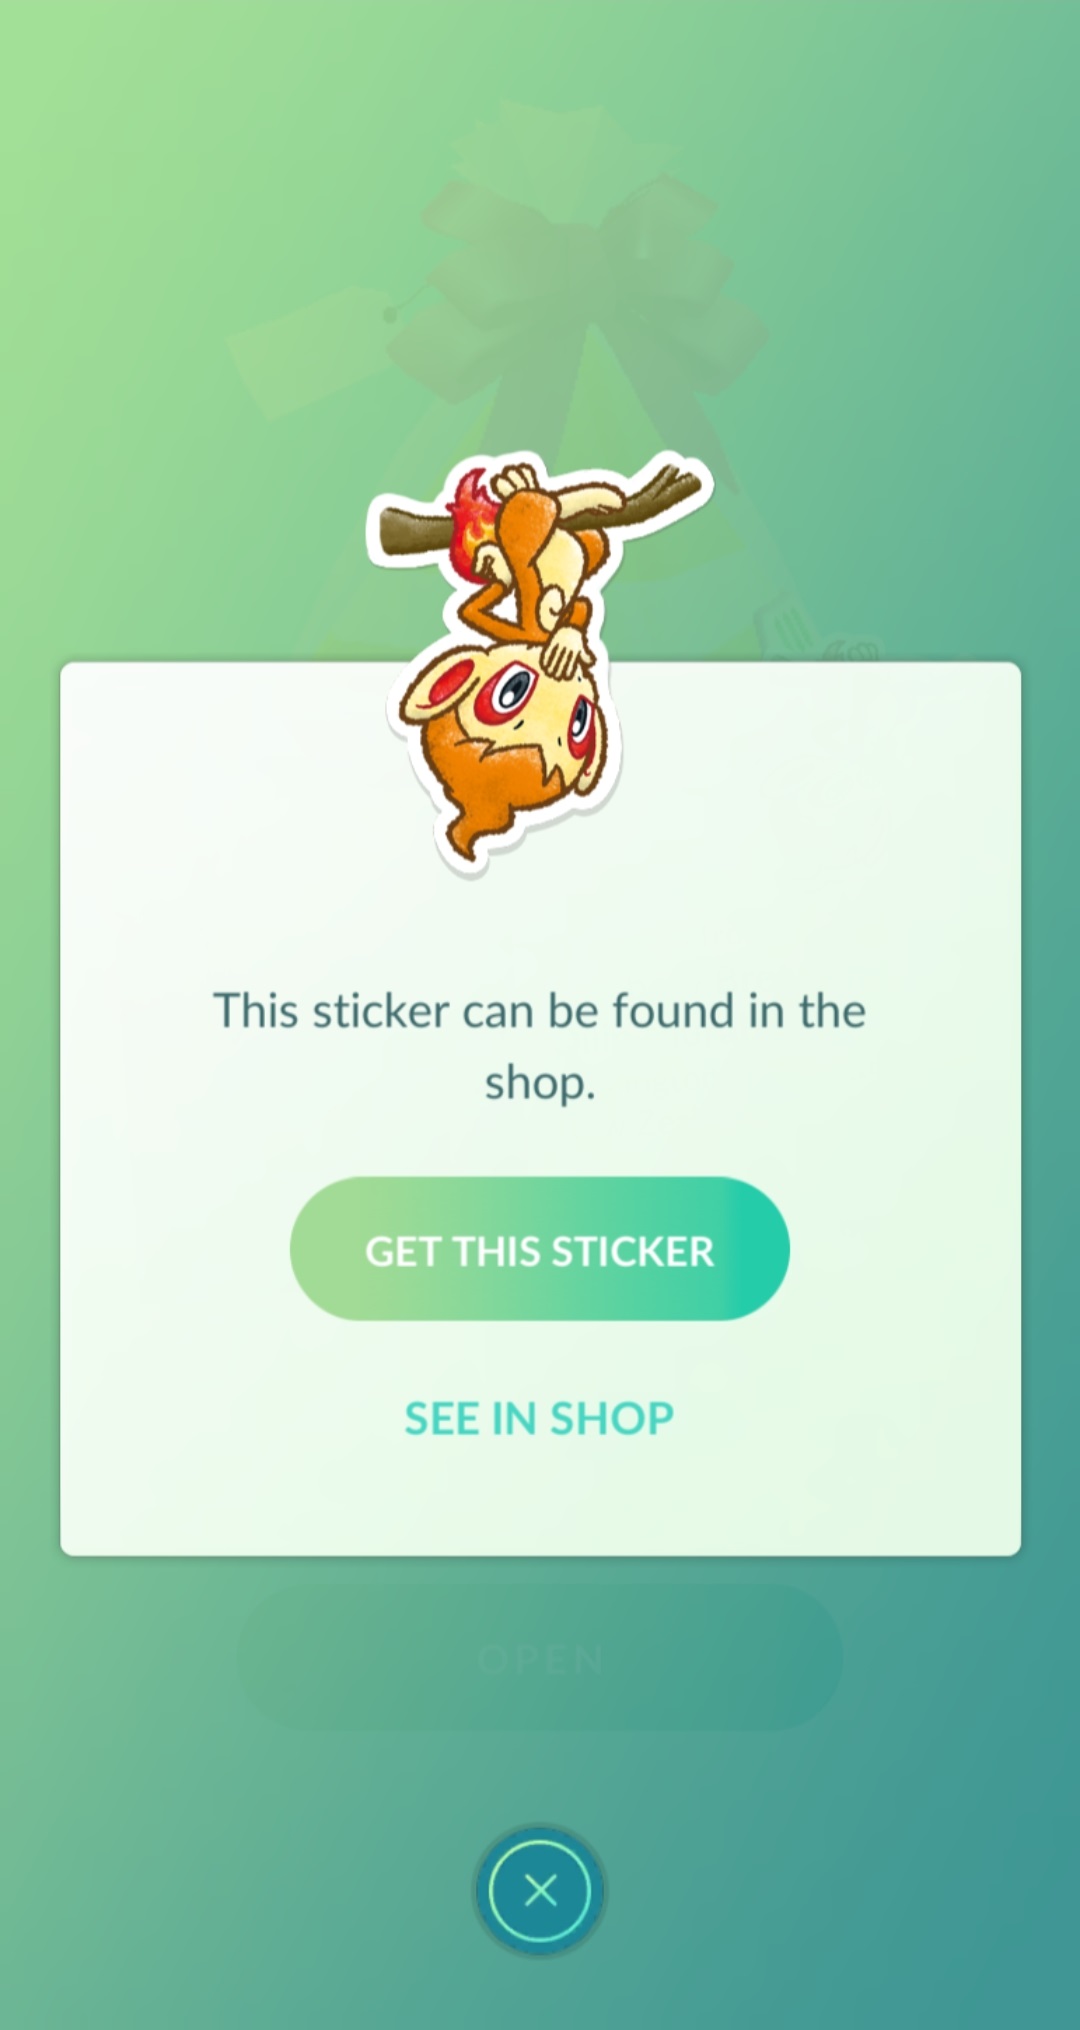 This sticker can be found in the
shop.
GET THIS STICKER
SEE IN SHOP
OPEN